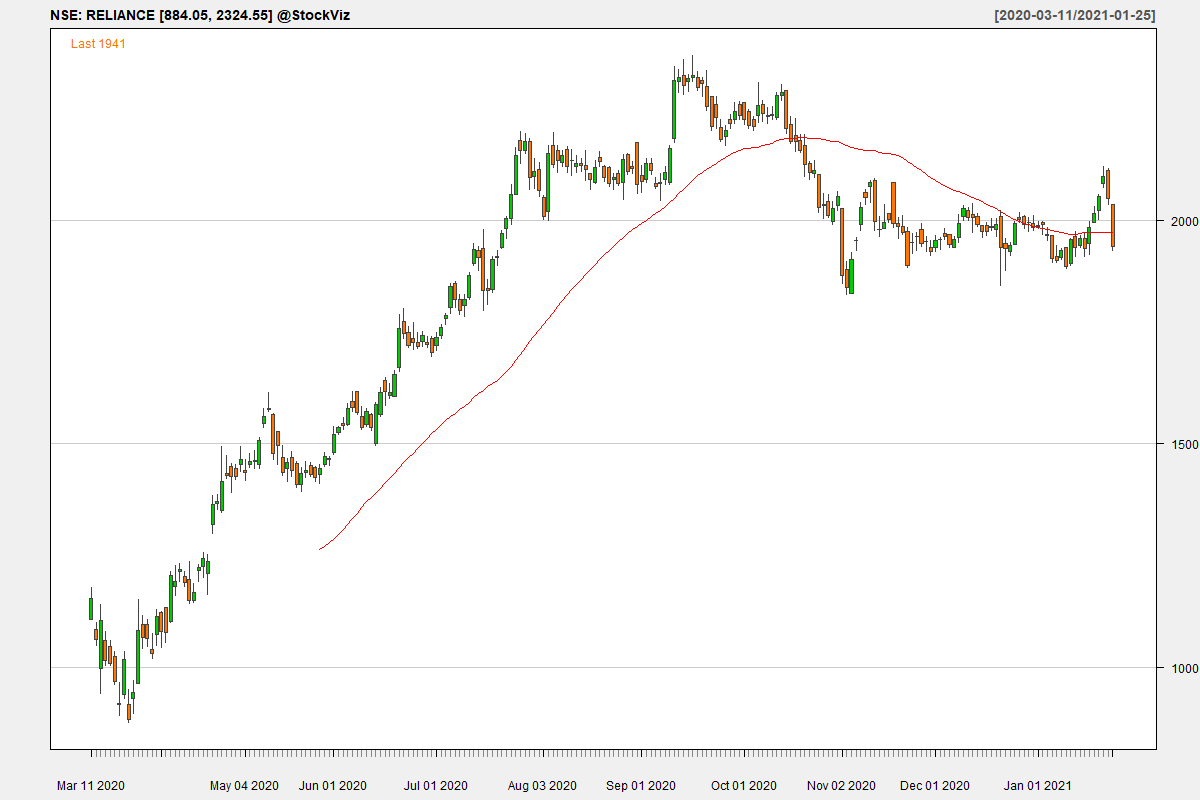 NSE: RELIANCE [884.05, 2324.55] @StockViz
[2020-03-11/2021-01-25]
Last 1941
2000
1500
1000
Mar 11 2020
May 04 2020
Jun 01 2020
Jul 01 2020
Aug 03 2020
Sep 01 2020
Oct 01 2020
Nov 02 2020
Dec 01 2020
Jan 01 2021